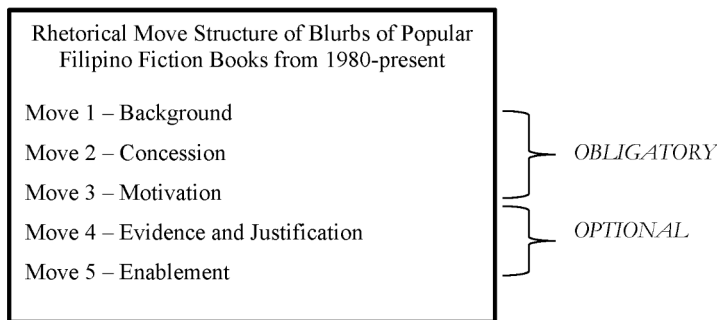 Rhetorical Move Structure of Blurbs of Popular
Filipino Fiction Books from 1980-present
Move 1 – Background
Move 2 – Concession
Move 3 – Motivation
OBLIGATORY
Move 4 – Evidence and Justification
Move 5 – Enablement
OPTIONAL